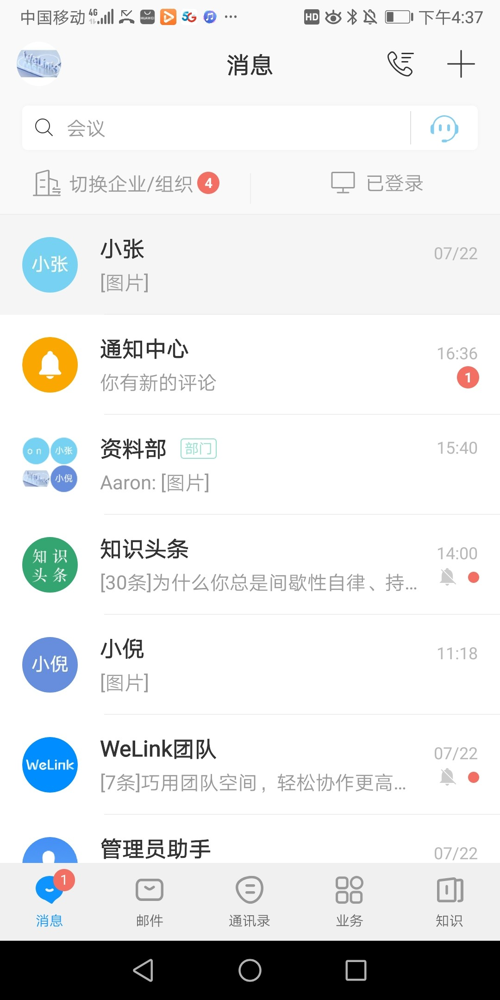 中国移动 4G HUAWEI 5G HD 下午4:37
WeLink 消息
会议
切换企业/组织 4 已登录
小张 小张 07/22
[图片]
通知中心 16:36
你有新的评论 1
on 小张 资料部 部门 15:40
WeLink 小倪 Aaron: [图片]
知识 知识头条 14:00
头条 [30条]为什么你总是间歇性自律、持...
小倪 小倪 11:18
[图片]
WeLink WeLink团队 07/22
[7条]巧用团队空间，轻松协作更高...
管理员助手 07/22
1
消息 邮件 通讯录 业务 知识